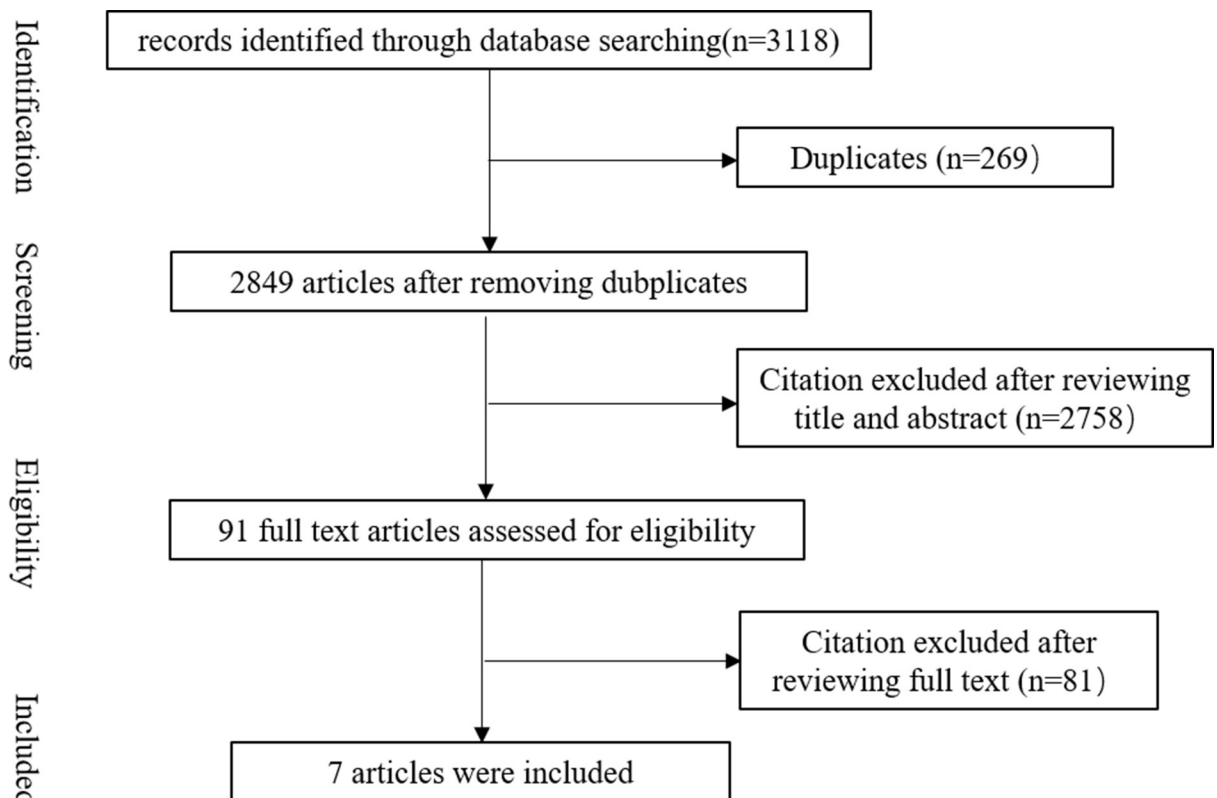 Identification
records identified through database searching(n=3118)
Duplicates (n=269）
Screening
2849 articles after removing dubplicates
Citation excluded after reviewing
title and abstract (n=2758）
Eligibility
91 full text articles assessed for eligibility
Citation excluded after
reviewing full text (n=81）
Included
7 articles were included